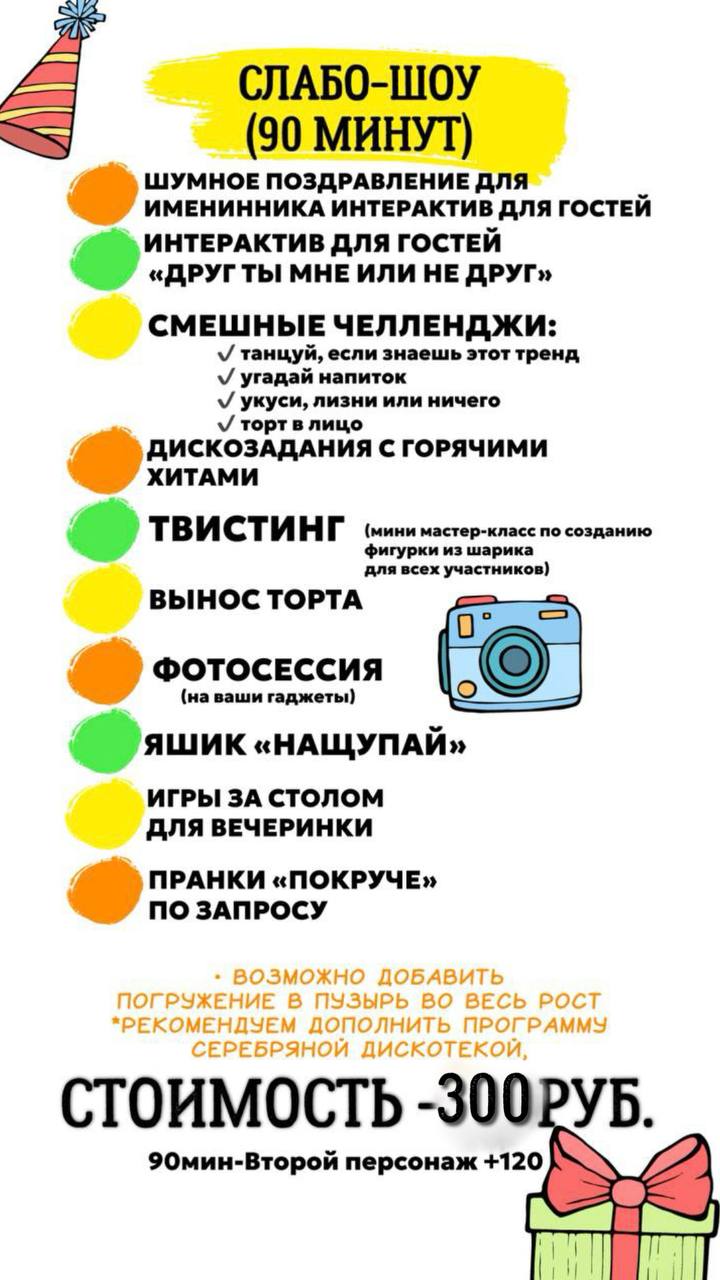 СЛАБО-ШОУ
(90 МИНУТ)
ШУМНОЕ ПОЗДРАВЛЕНИЕ ДЛЯ
ИМЕНИННИКА ИНТЕРАКТИВ ДЛЯ ГОСТЕЙ
ИНТЕРАКТИВ ДЛЯ ГОСТЕЙ
«ДРУГ ТЫ МНЕ ИЛИ НЕ ДРУГ»
СМЕШНЫЕ ЧЕЛЛЕНДЖИ:
✓ танцуй, если знаешь этот тренд
✓ угадай напиток
✓ укуси, лизни или ничего
✓ торт в лицо
ДИСКОЗАДАНИЯ С ГОРЯЧИМИ
ХИТАМИ
ТВИСТИНГ (мини мастер-класс по созданию
фигурки из шарика
для всех участников)
ВЫНОС ТОРТА
ФОТОСЕССИЯ
(на ваши гаджеты)
ЯШИК «НАЩУПАЙ»
ИГРЫ ЗА СТОЛОМ
ДЛЯ ВЕЧЕРИНКИ
ПРАНКИ «ПОКРУЧЕ»
ПО ЗАПРОСУ
• ВОЗМОЖНО ДОБАВИТЬ
ПОГРУЖЕНИЕ В ПУЗЫРЬ ВО ВЕСЬ РОСТ
*РЕКОМЕНДУЕМ ДОПОЛНИТЬ ПРОГРАММУ
СЕРЕБРЯНОЙ ДИСКОТЕКОЙ,
СТОИМОСТЬ -300 РУБ.
90мин-Второй персонаж +120